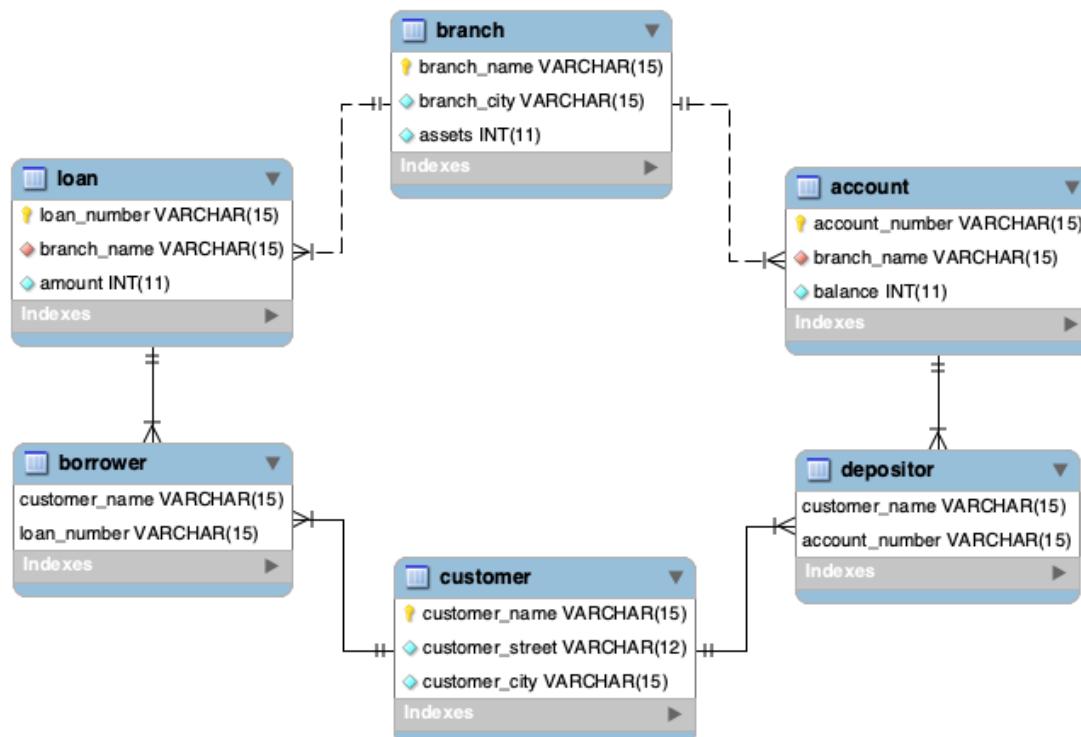 branch
branch_name VARCHAR(15)
branch_city VARCHAR(15)
assets INT(11)
Indexes
loan
loan_number VARCHAR(15)
branch_name VARCHAR(15)
amount INT(11)
Indexes
account
account_number VARCHAR(15)
branch_name VARCHAR(15)
balance INT(11)
Indexes
borrower
customer_name VARCHAR(15)
loan_number VARCHAR(15)
Indexes
depositor
customer_name VARCHAR(15)
account_number VARCHAR(15)
Indexes
customer
customer_name VARCHAR(15)
customer_street VARCHAR(12)
customer_city VARCHAR(15)
Indexes